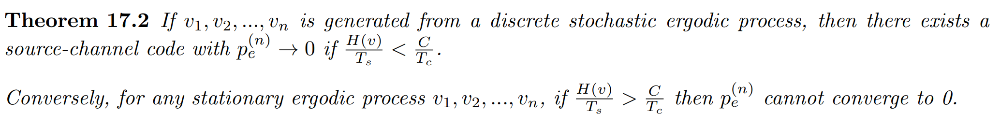 Theorem 17.2 If $v_1, v_2, ..., v_n$ is generated from a discrete stochastic ergodic process, then there exists a
source-channel code with $p_e^{(n)} \to 0$ if $\frac{H(v)}{T_s} < \frac{C}{T_c}$.
Conversely, for any stationary ergodic process $v_1, v_2, ..., v_n$, if $\frac{H(v)}{T_s} > \frac{C}{T_c}$ then $p_e^{(n)}$ cannot converge to 0.